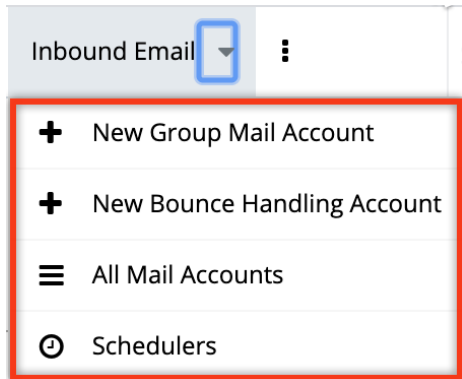 Inbound Email
New Group Mail Account
New Bounce Handling Account
All Mail Accounts
Schedulers